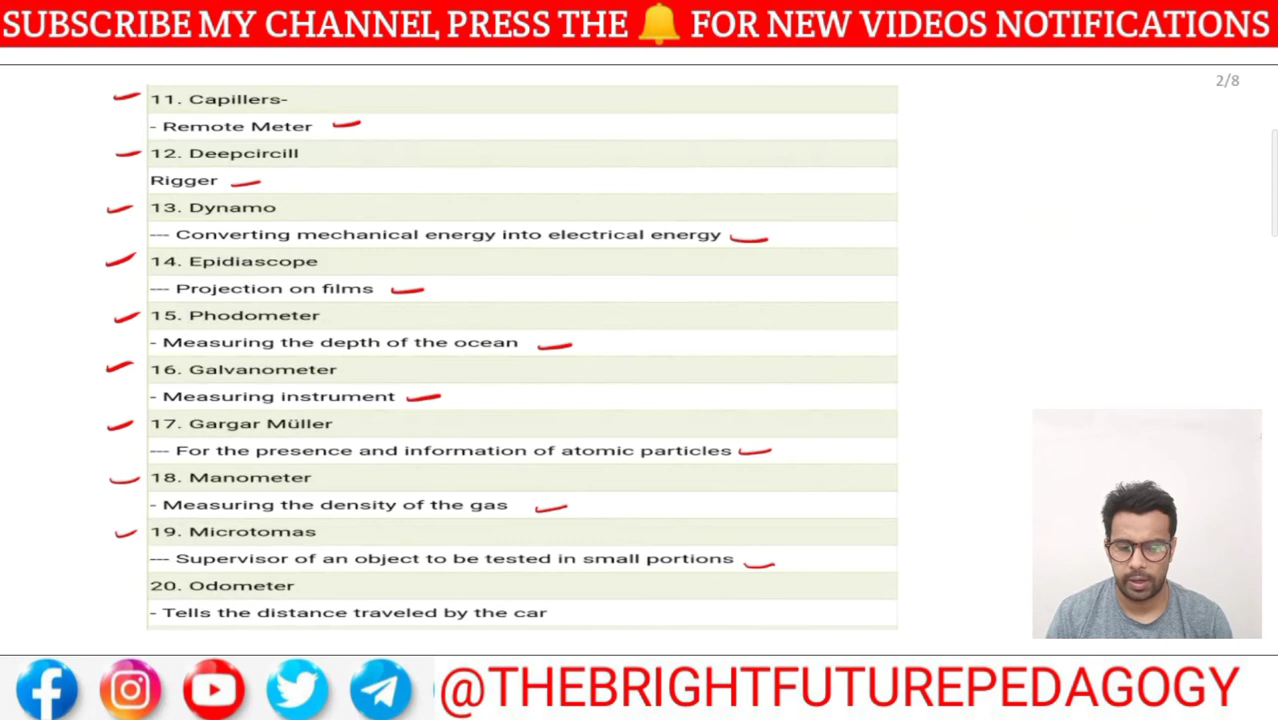 SUBSCRIBE MY CHANNEL, PRESS THE 🔔 FOR NEW VIDEOS NOTIFICATIONS
2/8
11. Capillers-
- Remote Meter
12. Deepcircill
Rigger
13. Dynamo
--- Converting mechanical energy into electrical energy
14. Epidiascope
--- Projection on films
15. Phodometer
- Measuring the depth of the ocean
16. Galvanometer
- Measuring instrument
17. Gargar Müller
--- For the presence and information of atomic particles
18. Manometer
- Measuring the density of the gas
19. Microtomas
--- Supervisor of an object to be tested in small portions
20. Odometer
- Tells the distance traveled by the car
@THEBRIGHTFUTUREPEDAGOGY